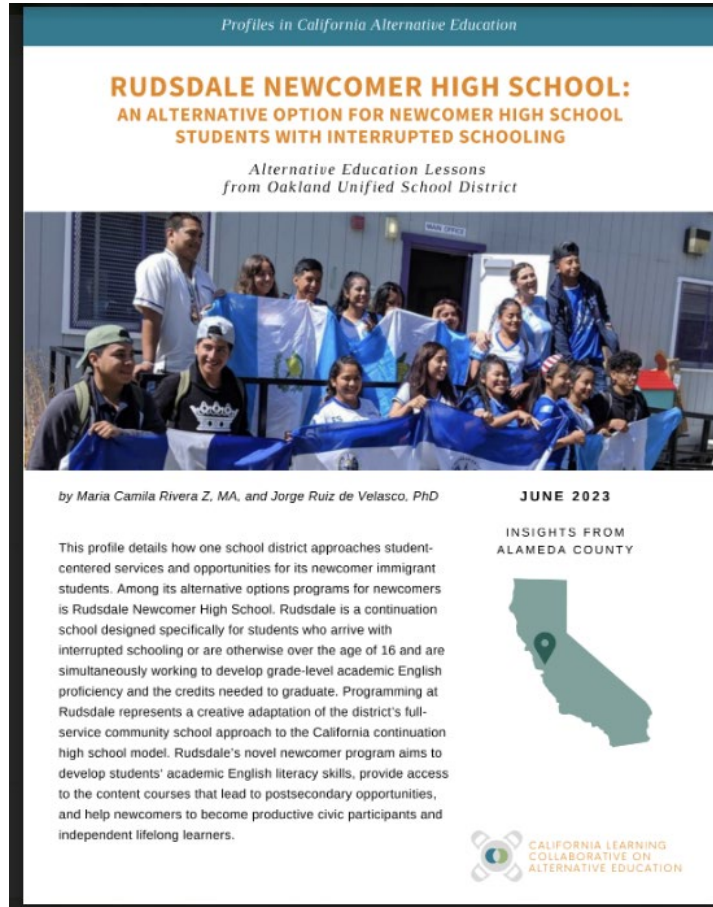 Profiles in California Alternative Education
RUDSDALE NEWCOMER HIGH SCHOOL:
AN ALTERNATIVE OPTION FOR NEWCOMER HIGH SCHOOL
STUDENTS WITH INTERRUPTED SCHOOLING
Alternative Education Lessons
from Oakland Unified School District
MAIN OFFICE
by Maria Camila Rivera Z, MA, and Jorge Ruiz de Velasco, PhD
This profile details how one school district approaches student-
centered services and opportunities for its newcomer immigrant
students. Among its alternative options programs for newcomers
is Rudsdale Newcomer High School. Rudsdale is a continuation
school designed specifically for students who arrive with
interrupted schooling or are otherwise over the age of 16 and are
simultaneously working to develop grade-level academic English
proficiency and the credits needed to graduate. Programming at
Rudsdale represents a creative adaptation of the district's full-
service community school approach to the California continuation
high school model. Rudsdale's novel newcomer program aims to
develop students' academic English literacy skills, provide access
to the content courses that lead to postsecondary opportunities,
and help newcomers to become productive civic participants and
independent lifelong learners.
JUNE 2023
INSIGHTS FROM
ALAMEDA COUNTY
CALIFORNIA LEARNING
COLLABORATIVE ON
ALTERNATIVE EDUCATION